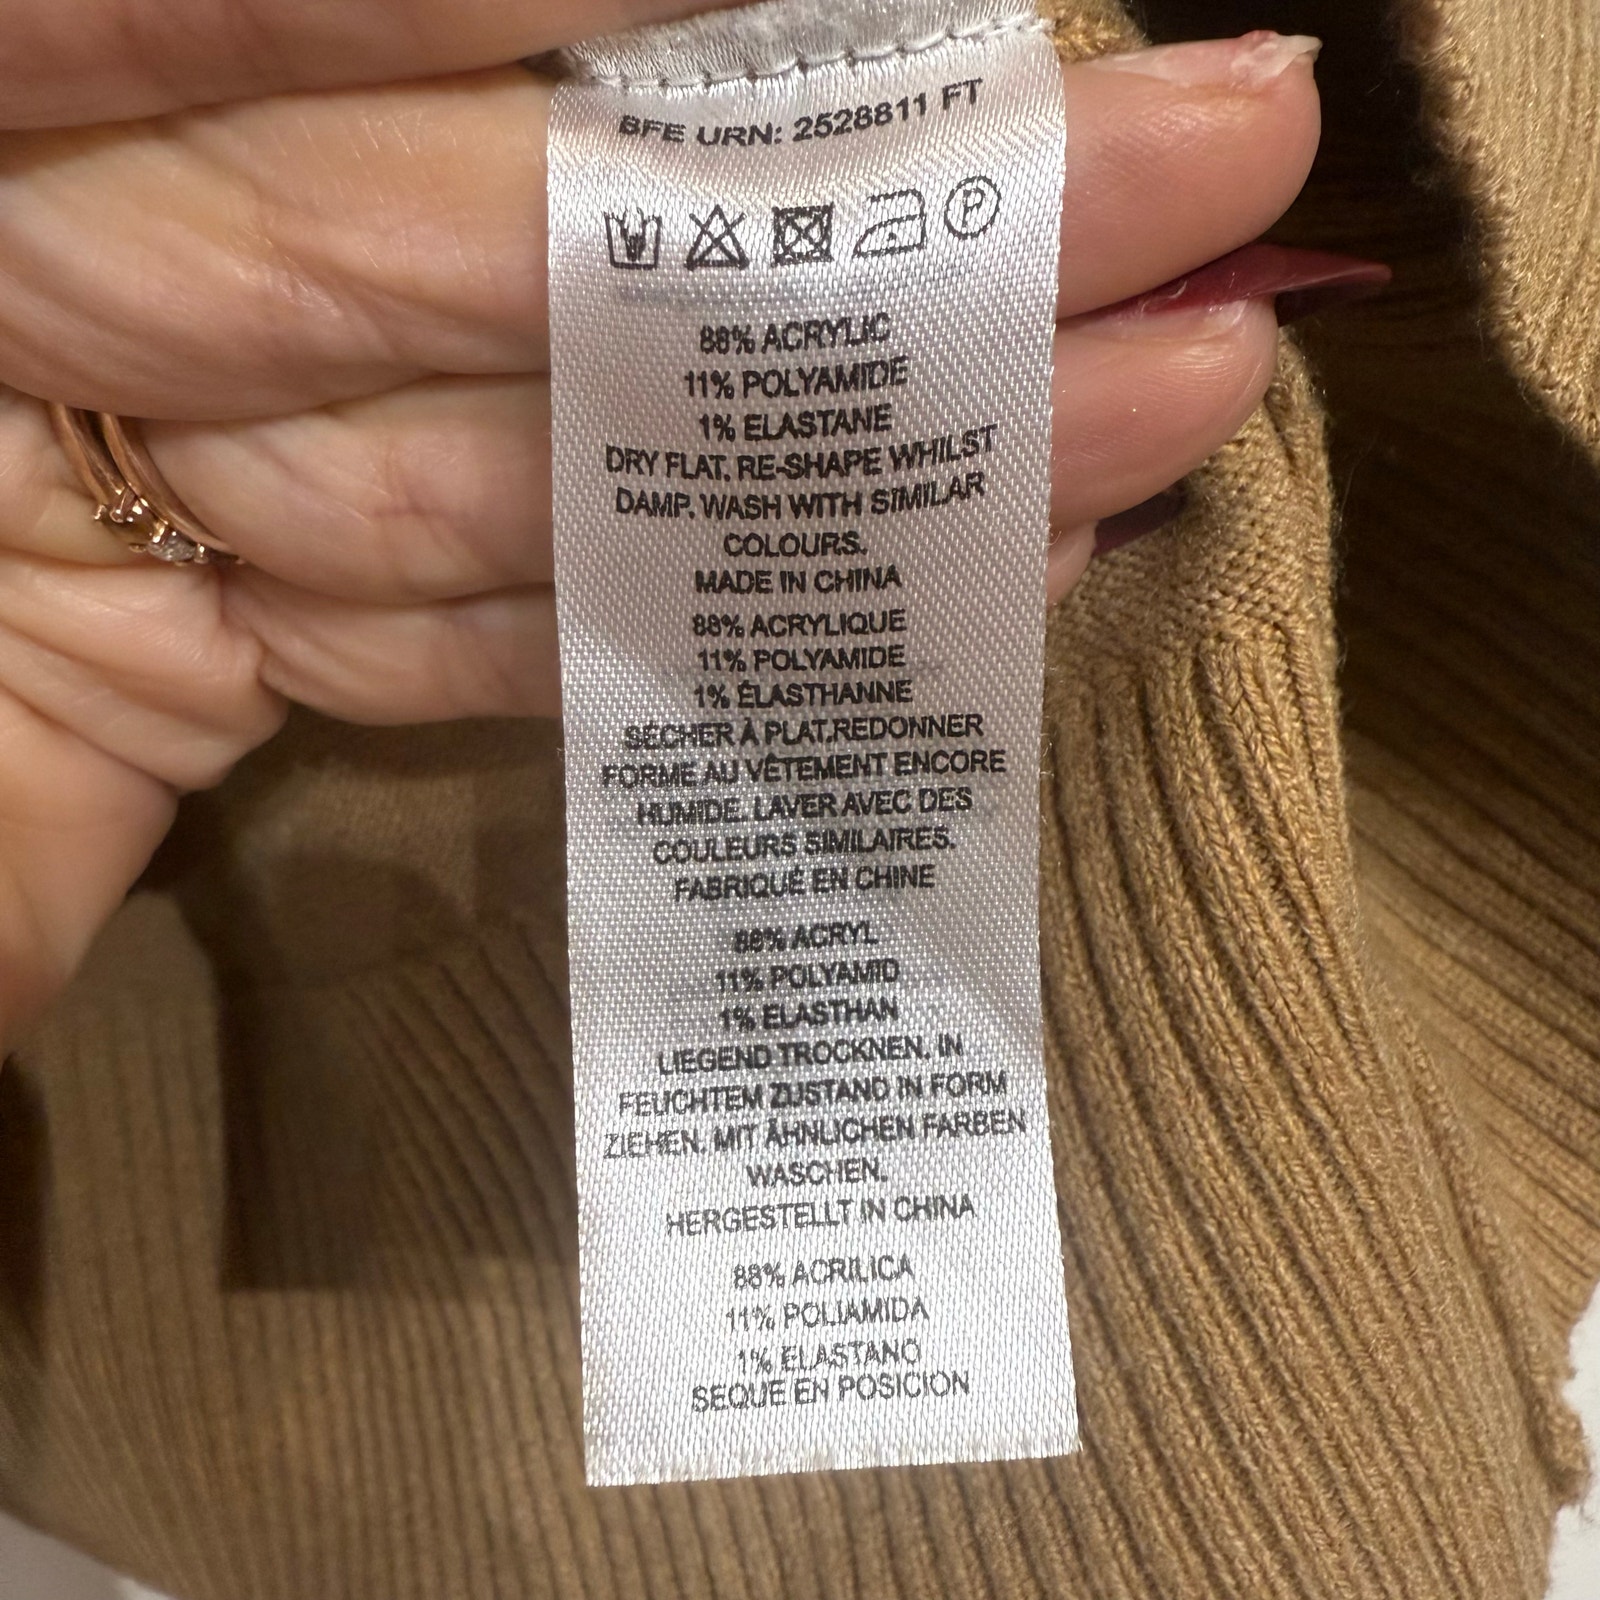 BFE URN: 2528811 FT
P
88% ACRYLIC
11% POLYAMIDE
1% ELASTANE
DRY FLAT. RE-SHAPE WHILST
DAMP. WASH WITH SIMILAR
COLOURS.
MADE IN CHINA
88% ACRYLIQUE
11% POLYAMIDE
1% ÉLASTHANNE
SÉCHER À PLAT.REDONNER
FORME AU VÊTEMENT ENCORE
HUMIDE. LAVER AVEC DES
COULEURS SIMILAIRES.
FABRIQUÉ EN CHINE
88% ACRYL
11% POLYAMID
1% ELASTHAN
LIEGEND TROCKNEN. IN
FEUCHTEM ZUSTAND IN FORM
ZIEHEN. MIT ÄHNLICHEN FARBEN
WASCHEN.
HERGESTELLT IN CHINA
88% ACRILICA
11% POLIAMIDA
1% ELASTANO
SEQUE EN POSICION